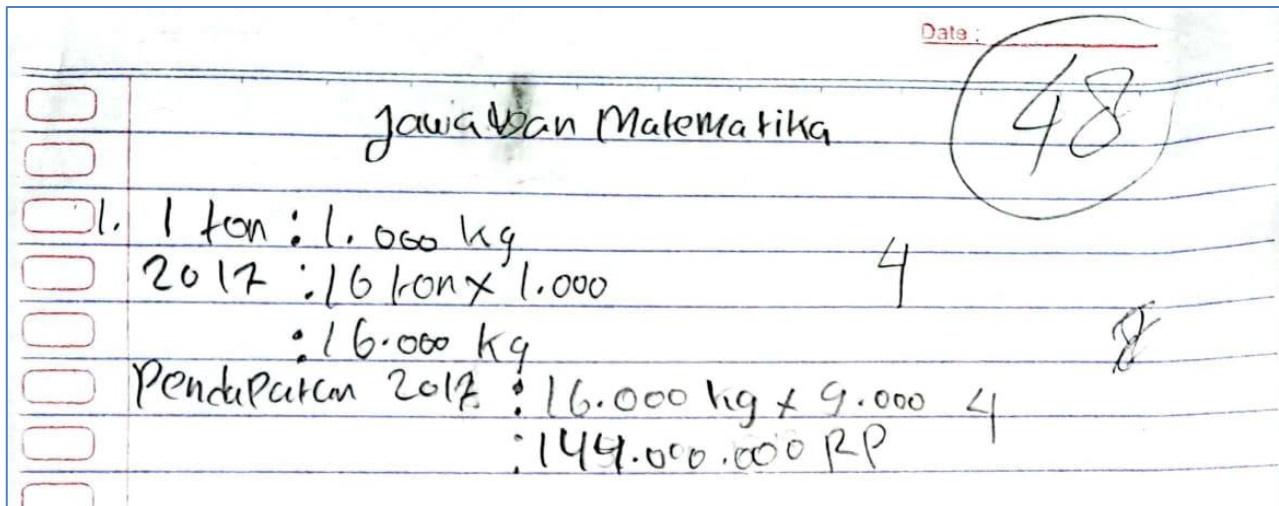 Date :
48
Jawaban Matematika
1. 1 ton : 1.000 kg
2017 : 16 ton x 1.000
4
: 16.000 kg
8
Pendapatan 2017 : 16.000 kg x 9.000
4
: 144.000.000 RP